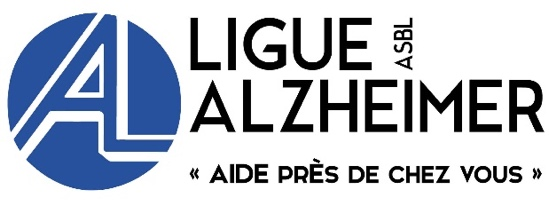 AL
LIGUE ASBL
ALZHEIMER
« AIDE PRÈS DE CHEZ VOUS »